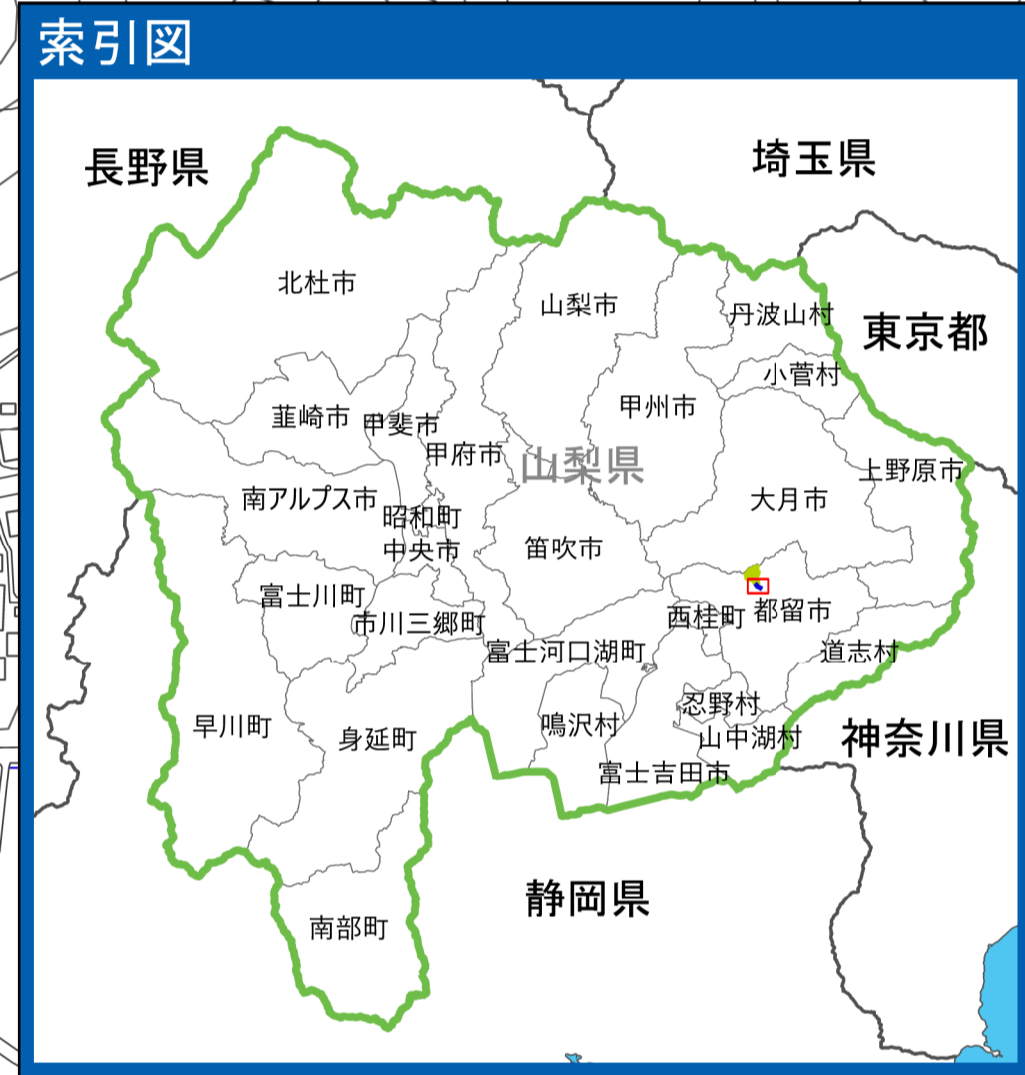 索引図
長野県
埼玉県
北杜市
山梨市
丹波山村
東京都
小菅村
甲州市
韮崎市
甲斐市
甲府市
山梨県
上野原市
南アルプス市
大月市
昭和町
笛吹市
中央市
富士川町
西桂町
都留市
市川三郷町
富士河口湖町
道志村
忍野村
早川町
鳴沢村
身延町
山中湖村
神奈川県
富士吉田市
静岡県
南部町